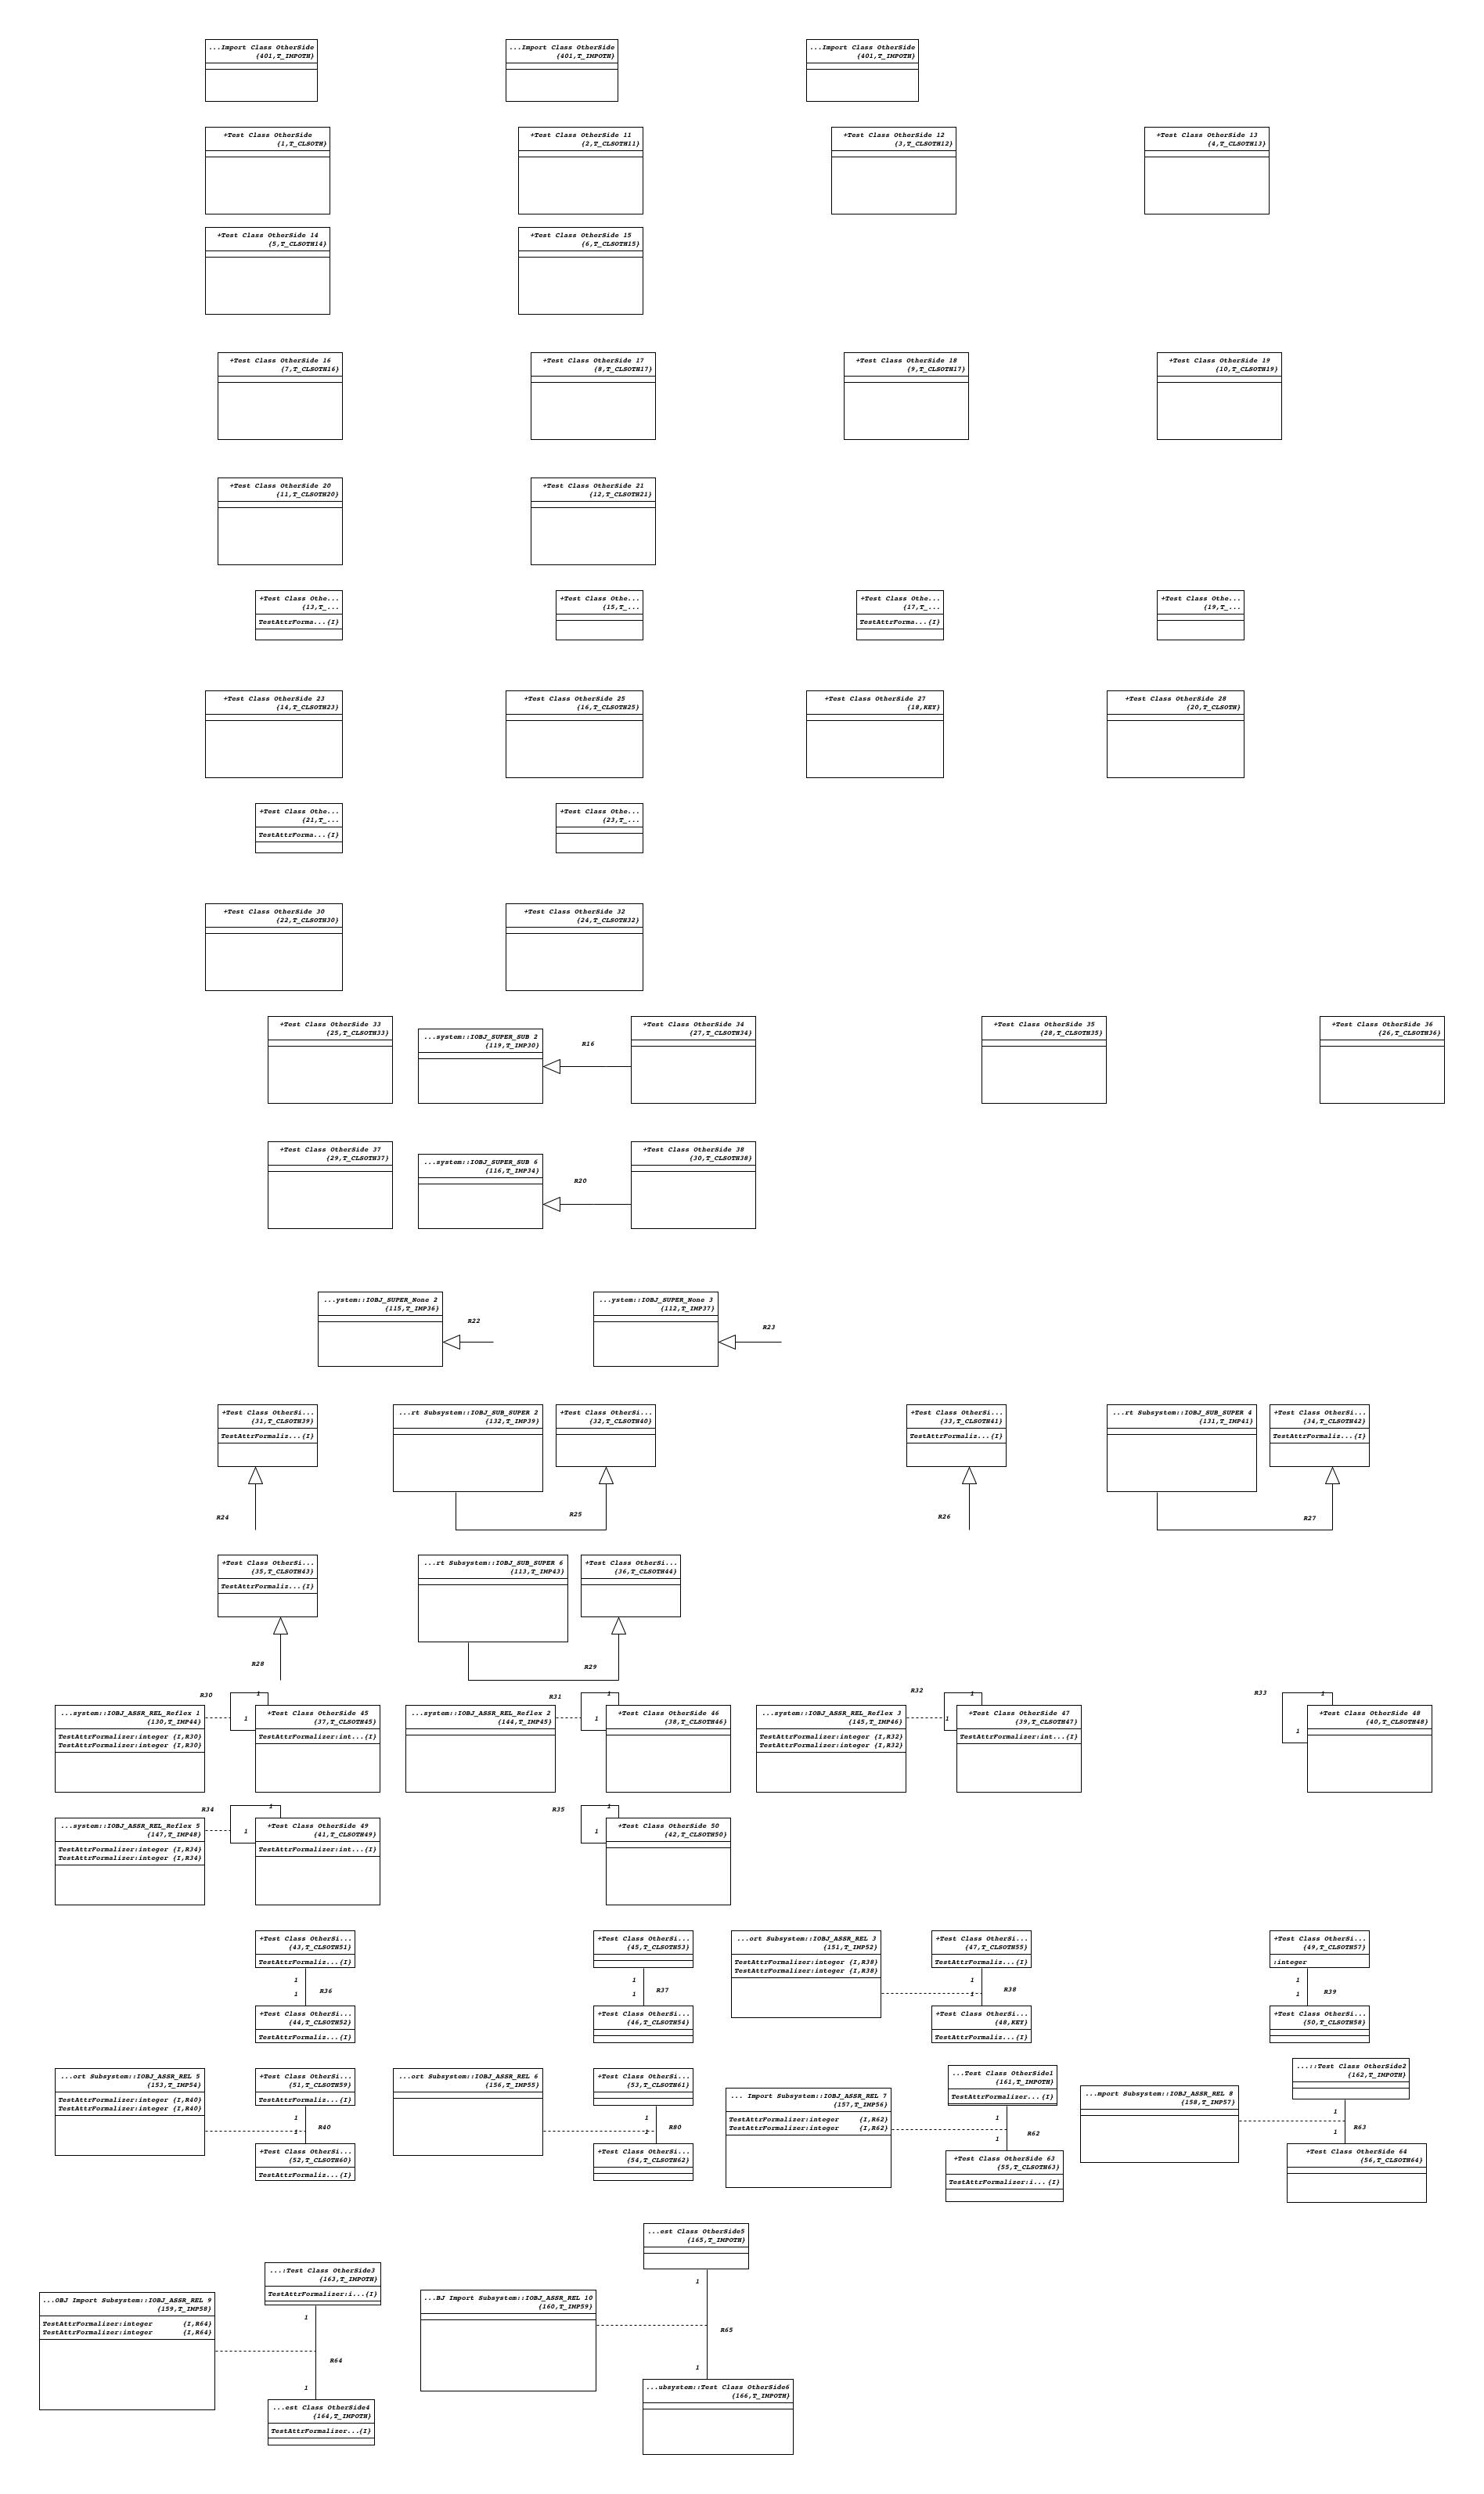 ...Import Class OtherSide
{401,T_IMPOTH}
...Import Class OtherSide
{401,T_IMPOTH}
...Import Class OtherSide
{401,T_IMPOTH}
+Test Class OtherSide
{1,T_CLSOTH}
+Test Class OtherSide 11
{2,T_CLSOTH11}
+Test Class OtherSide 12
{3,T_CLSOTH12}
+Test Class OtherSide 13
{4,T_CLSOTH13}
+Test Class OtherSide 14
{5,T_CLSOTH14}
+Test Class OtherSide 15
{6,T_CLSOTH15}
+Test Class OtherSide 16
{7,T_CLSOTH16}
+Test Class OtherSide 17
{8,T_CLSOTH17}
+Test Class OtherSide 18
{9,T_CLSOTH17}
+Test Class OtherSide 19
{10,T_CLSOTH19}
+Test Class OtherSide 20
{11,T_CLSOTH20}
+Test Class OtherSide 21
{12,T_CLSOTH21}
+Test Class Othe...
{13,T_...
TestAttrForma...{I}
+Test Class Othe...
{15,T_...
+Test Class Othe...
{17,T_...
TestAttrForma...{I}
+Test Class Othe...
{19,T_...
+Test Class OtherSide 23
{14,T_CLSOTH23}
+Test Class OtherSide 25
{16,T_CLSOTH25}
+Test Class OtherSide 27
{18,KEY}
+Test Class OtherSide 28
{20,T_CLSOTH}
+Test Class Othe...
{21,T_...
TestAttrForma...{I}
+Test Class Othe...
{23,T_...
+Test Class OtherSide 30
{22,T_CLSOTH30}
+Test Class OtherSide 32
{24,T_CLSOTH32}
+Test Class OtherSide 33
{25,T_CLSOTH33}
...system::IOBJ_SUPER_SUB 2
{119,T_IMP30}
R16
+Test Class OtherSide 34
{27,T_CLSOTH34}
+Test Class OtherSide 35
{28,T_CLSOTH35}
+Test Class OtherSide 36
{26,T_CLSOTH36}
+Test Class OtherSide 37
{29,T_CLSOTH37}
...system::IOBJ_SUPER_SUB 6
{116,T_IMP34}
R20
+Test Class OtherSide 38
{30,T_CLSOTH38}
...ystem::IOBJ_SUPER_None 2
{115,T_IMP36}
R22
...ystem::IOBJ_SUPER_None 3
{112,T_IMP37}
R23
+Test Class OtherSi...
{31,T_CLSOTH39}
TestAttrFormaliz...{I}
R24
...rt Subsystem::IOBJ_SUB_SUPER 2
{132,T_IMP39}
+Test Class OtherSi...
{32,T_CLSOTH40}
R25
+Test Class OtherSi...
{33,T_CLSOTH41}
TestAttrFormaliz...{I}
R26
...rt Subsystem::IOBJ_SUB_SUPER 4
{131,T_IMP41}
+Test Class OtherSi...
{34,T_CLSOTH42}
TestAttrFormaliz...{I}
R27
+Test Class OtherSi...
{35,T_CLSOTH43}
TestAttrFormaliz...{I}
R28
...rt Subsystem::IOBJ_SUB_SUPER 6
{113,T_IMP43}
+Test Class OtherSi...
{36,T_CLSOTH44}
R29
...system::IOBJ_ASSR_REL_Reflex 1
{130,T_IMP44}
TestAttrFormalizer:integer {I,R30}
TestAttrFormalizer:integer {I,R30}
R30
1
1
+Test Class OtherSide 45
{37,T_CLSOTH45}
TestAttrFormalizer:int...{I}
...system::IOBJ_ASSR_REL_Reflex 2
{144,T_IMP45}
R31
1
1
+Test Class OtherSide 46
{38,T_CLSOTH46}
...system::IOBJ_ASSR_REL_Reflex 3
{145,T_IMP46}
TestAttrFormalizer:integer {I,R32}
TestAttrFormalizer:integer {I,R32}
R32
1
1
+Test Class OtherSide 47
{39,T_CLSOTH47}
TestAttrFormalizer:int...{I}
R33
1
1
+Test Class OtherSide 48
{40,T_CLSOTH48}
...system::IOBJ_ASSR_REL_Reflex 5
{147,T_IMP48}
TestAttrFormalizer:integer {I,R34}
TestAttrFormalizer:integer {I,R34}
R34
1
1
+Test Class OtherSide 49
{41,T_CLSOTH49}
TestAttrFormalizer:int...{I}
R35
1
1
+Test Class OtherSide 50
{42,T_CLSOTH50}
+Test Class OtherSi...
{43,T_CLSOTH51}
TestAttrFormaliz...{I}
1
1
R36
+Test Class OtherSi...
{44,T_CLSOTH52}
TestAttrFormaliz...{I}
+Test Class OtherSi...
{45,T_CLSOTH53}
1
1
R37
+Test Class OtherSi...
{46,T_CLSOTH54}
...ort Subsystem::IOBJ_ASSR_REL 3
{151,T_IMP52}
TestAttrFormalizer:integer {I,R38}
TestAttrFormalizer:integer {I,R38}
+Test Class OtherSi...
{47,T_CLSOTH55}
TestAttrFormaliz...{I}
1
1
R38
+Test Class OtherSi...
{48,KEY}
TestAttrFormaliz...{I}
+Test Class OtherSi...
{49,T_CLSOTH57}
:integer
1
1
R39
+Test Class OtherSi...
{50,T_CLSOTH58}
...ort Subsystem::IOBJ_ASSR_REL 5
{153,T_IMP54}
TestAttrFormalizer:integer {I,R40}
TestAttrFormalizer:integer {I,R40}
+Test Class OtherSi...
{51,T_CLSOTH59}
TestAttrFormaliz...{I}
1
1
R40
+Test Class OtherSi...
{52,T_CLSOTH60}
TestAttrFormaliz...{I}
...ort Subsystem::IOBJ_ASSR_REL 6
{156,T_IMP55}
+Test Class OtherSi...
{53,T_CLSOTH61}
1
1
R80
+Test Class OtherSi...
{54,T_CLSOTH62}
... Import Subsystem::IOBJ_ASSR_REL 7
{157,T_IMP56}
TestAttrFormalizer:integer {I,R62}
TestAttrFormalizer:integer {I,R62}
...Test Class OtherSide1
{161,T_IMPOTH}
TestAttrFormalizer...{I}
1
1
R62
+Test Class OtherSide 63
{55,T_CLSOTH63}
TestAttrFormalizer:i...{I}
...mport Subsystem::IOBJ_ASSR_REL 8
{158,T_IMP57}
...::Test Class OtherSide2
{162,T_IMPOTH}
1
1
R63
+Test Class OtherSide 64
{56,T_CLSOTH64}
...OBJ Import Subsystem::IOBJ_ASSR_REL 9
{159,T_IMP58}
TestAttrFormalizer:integer {I,R64}
TestAttrFormalizer:integer {I,R64}
...:Test Class OtherSide3
{163,T_IMPOTH}
TestAttrFormalizer:i...{I}
1
R64
1
...est Class OtherSide4
{164,T_IMPOTH}
TestAttrFormalizer...{I}
...BJ Import Subsystem::IOBJ_ASSR_REL 10
{160,T_IMP59}
...est Class OtherSide5
{165,T_IMPOTH}
1
R65
1
...ubsystem::Test Class OtherSide6
{166,T_IMPOTH}